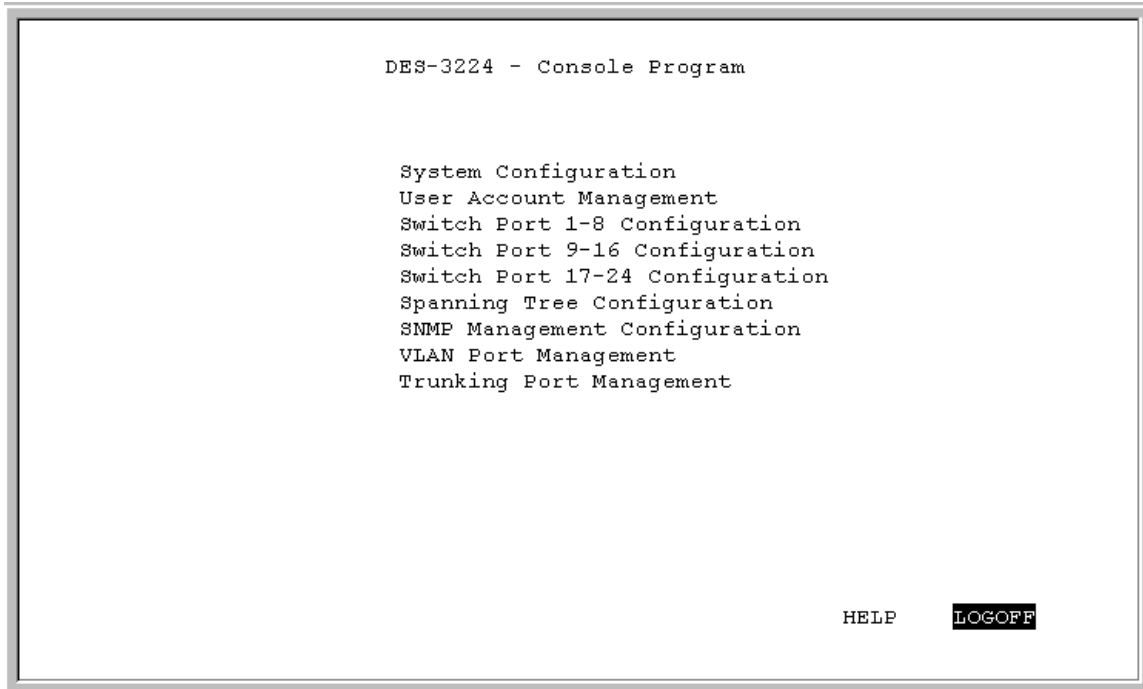 DES-3224 - Console Program
System Configuration
User Account Management
Switch Port 1-8 Configuration
Switch Port 9-16 Configuration
Switch Port 17-24 Configuration
Spanning Tree Configuration
SNMP Management Configuration
VLAN Port Management
Trunking Port Management
HELP LOGOFF